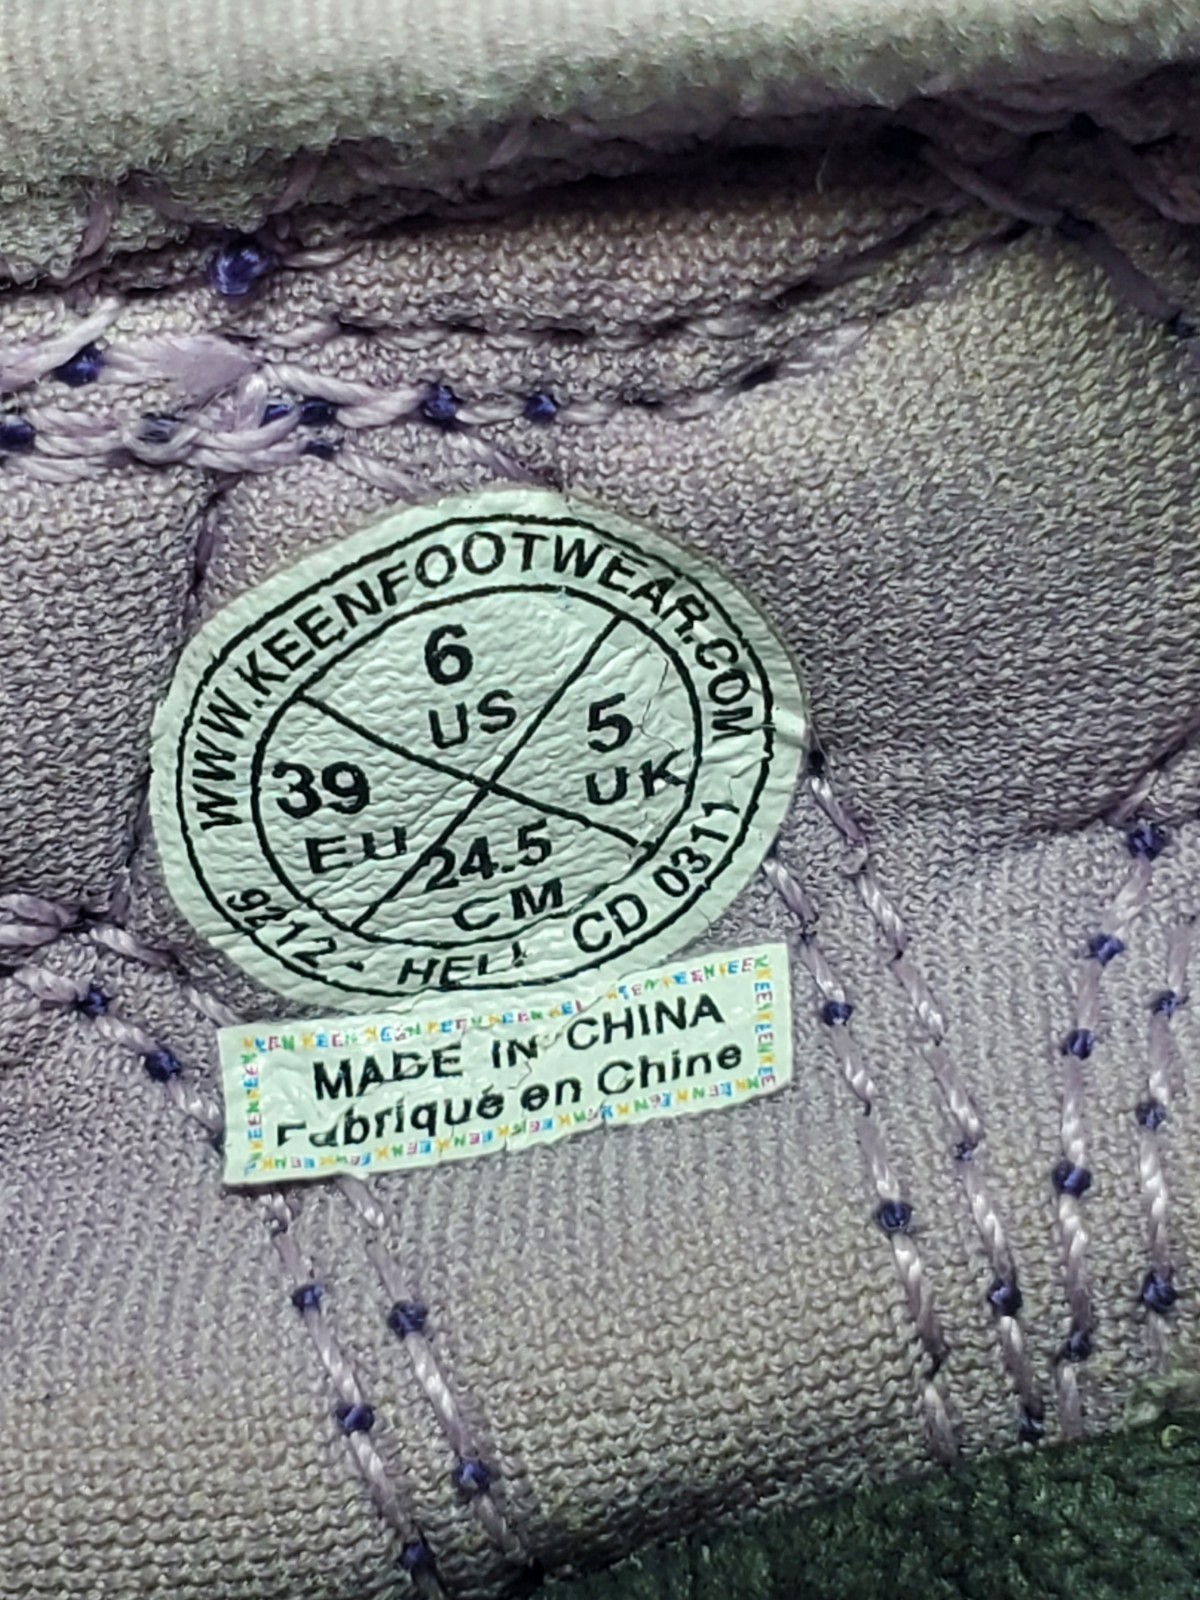 WWW.KEENFOOTWEAR.COM
6
US
5
UK
39
EU
24.5
CM
9212- HEL! CD 0311
MADE IN CHINA
Fabriqué en Chine